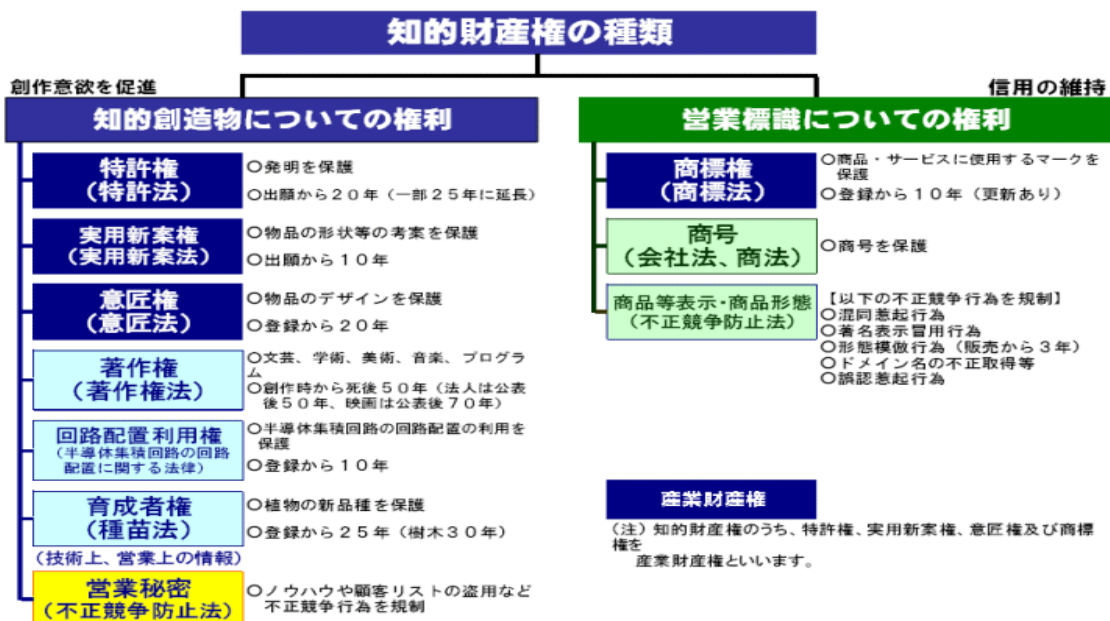 知的財産権の種類
創作意欲を促進
信用の維持
知的創造物についての権利
特許権
(特許法)
○発明を保護
○出願から20年（一部25年に延長）
実用新案権
(実用新案法)
○物品の形状等の考案を保護
○出願から10年
意匠権
(意匠法)
○物品のデザインを保護
○登録から20年
著作権
(著作権法)
○文芸、学術、美術、音楽、プログラ
ム
○創作時から死後50年（法人は公表
後50年、映画は公表後70年）
回路配置利用権
(半導体集積回路の回路
配置に関する法律)
○半導体集積回路の回路配置の利用を
保護
○登録から10年
育成者権
(種苗法)
○植物の新品種を保護
○登録から25年（樹木30年）
(技術上、営業上の情報)
営業秘密
(不正競争防止法)
○ノウハウや顧客リストの盗用など
不正競争行為を規制
営業標識についての権利
商標権
(商標法)
○商品・サービスに使用するマークを
保護
○登録から10年（更新あり）
商号
(会社法、商法)
○商号を保護
商品等表示・商品形態
(不正競争防止法)
【以下の不正競争行為を規制】
○混同惹起行為
○著名表示冒用行為
○形態模倣行為（販売から3年）
○ドメイン名の不正取得等
○誤認惹起行為
産業財産権
（注）知的財産権のうち、特許権、実用新案権、意匠権及び商標
権を
産業財産権といいます。